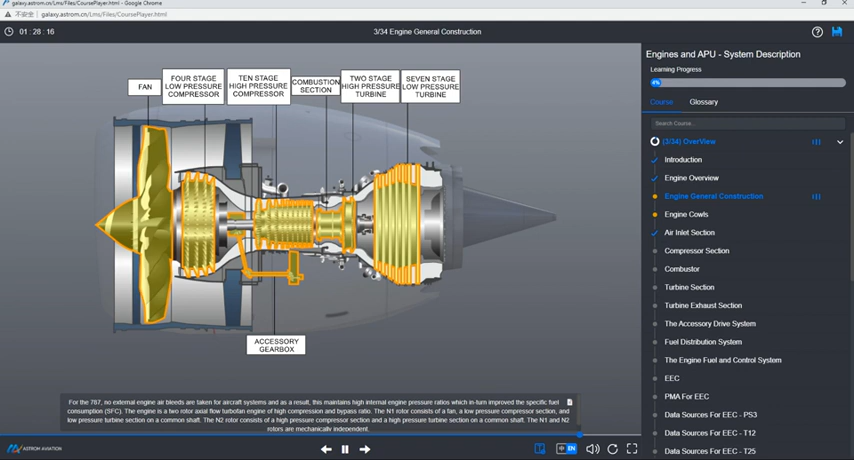 galaxy.astrom.cn/Lms/Files/CoursePlayer.html - Google Chrome
不安全 | galaxy.astrom.cn/Lms/Files/CoursePlayer.html
01 : 28 : 16
3/34 Engine General Construction
FAN
FOUR STAGE
LOW PRESSURE
COMPRESSOR
TEN STAGE
HIGH PRESSURE
COMPRESSOR
COMBUSTION
SECTION
TWO STAGE
HIGH PRESSURE
TURBINE
SEVEN STAGE
LOW PRESSURE
TURBINE
ACCESSORY
GEARBOX
For the 787, no external engine air bleeds are taken for aircraft systems and as a result, this maintains high internal engine pressure ratios which in-turn improved the specific fuel
consumption (SFC). The engine is a two rotor axial flow turbofan engine of high compression and bypass ratio. The N1 rotor consists of a fan, a low pressure compressor section, and
low pressure turbine section on a common shaft. The N2 rotor consists of a high pressure compressor section and a high pressure turbine section on a common shaft. The N1 and N2
rotors are mechanically independent.
ASTROM AVIATION
中 EN
Engines and APU - System Description
Learning Progress
4%
Course
Glossary
Search Course...
(3/34) OverView
Introduction
Engine Overview
Engine General Construction
Engine Cowls
Air Inlet Section
Compressor Section
Combustor
Turbine Section
Turbine Exhaust Section
The Accessory Drive System
Fuel Distribution System
The Engine Fuel and Control System
EEC
PMA For EEC
Data Sources For EEC - PS3
Data Sources For EEC - T12
Data Sources For EEC - T25